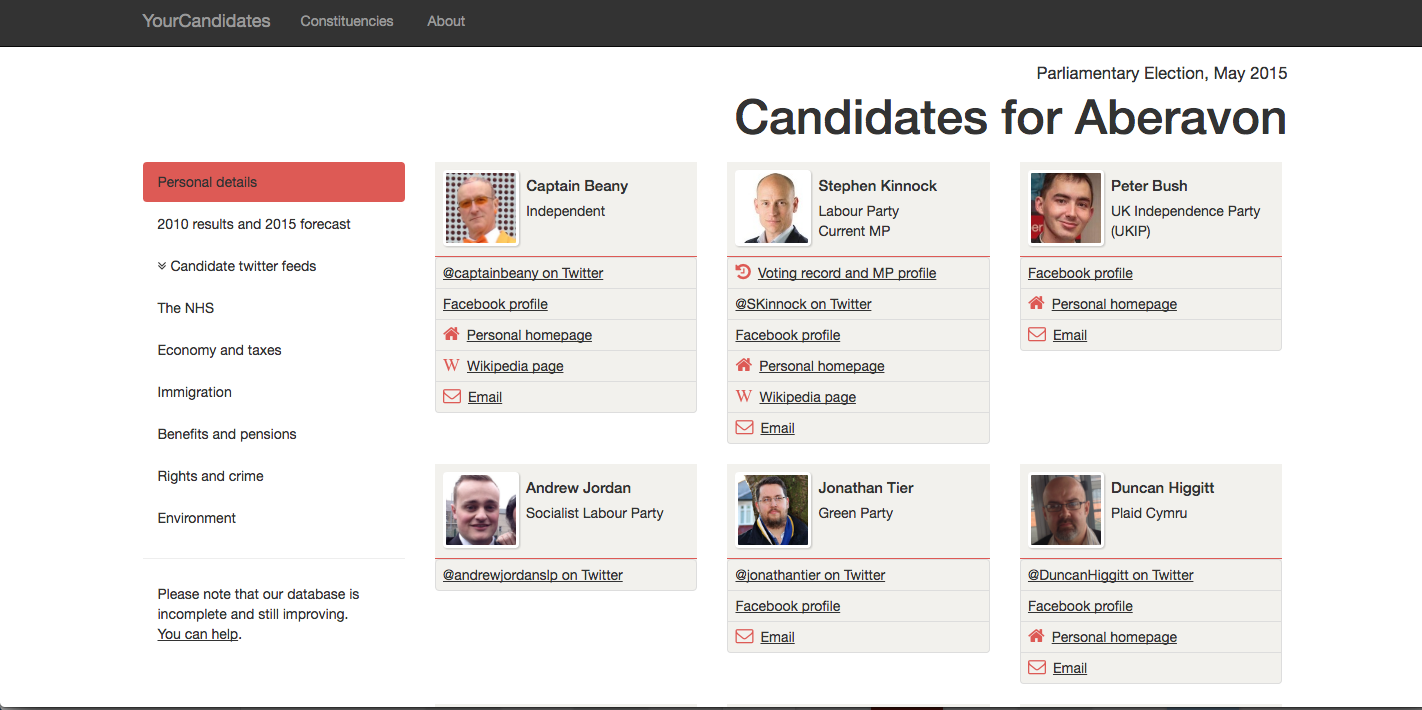 YourCandidates Constituencies About
Parliamentary Election, May 2015
Candidates for Aberavon
Personal details
2010 results and 2015 forecast
Candidate twitter feeds
The NHS
Economy and taxes
Immigration
Benefits and pensions
Rights and crime
Environment
Please note that our database is
incomplete and still improving.
You can help.
Captain Beany
Independent
@captainbeany on Twitter
Facebook profile
Personal homepage
W Wikipedia page
Email
Stephen Kinnock
Labour Party
Current MP
Voting record and MP profile
@SKinnock on Twitter
Facebook profile
Personal homepage
W Wikipedia page
Email
Peter Bush
UK Independence Party
(UKIP)
Facebook profile
Personal homepage
Email
Andrew Jordan
Socialist Labour Party
@andrewjordanslp on Twitter
Jonathan Tier
Green Party
@jonathantier on Twitter
Facebook profile
Email
Duncan Higgitt
Plaid Cymru
@DuncanHiggitt on Twitter
Facebook profile
Personal homepage
Email